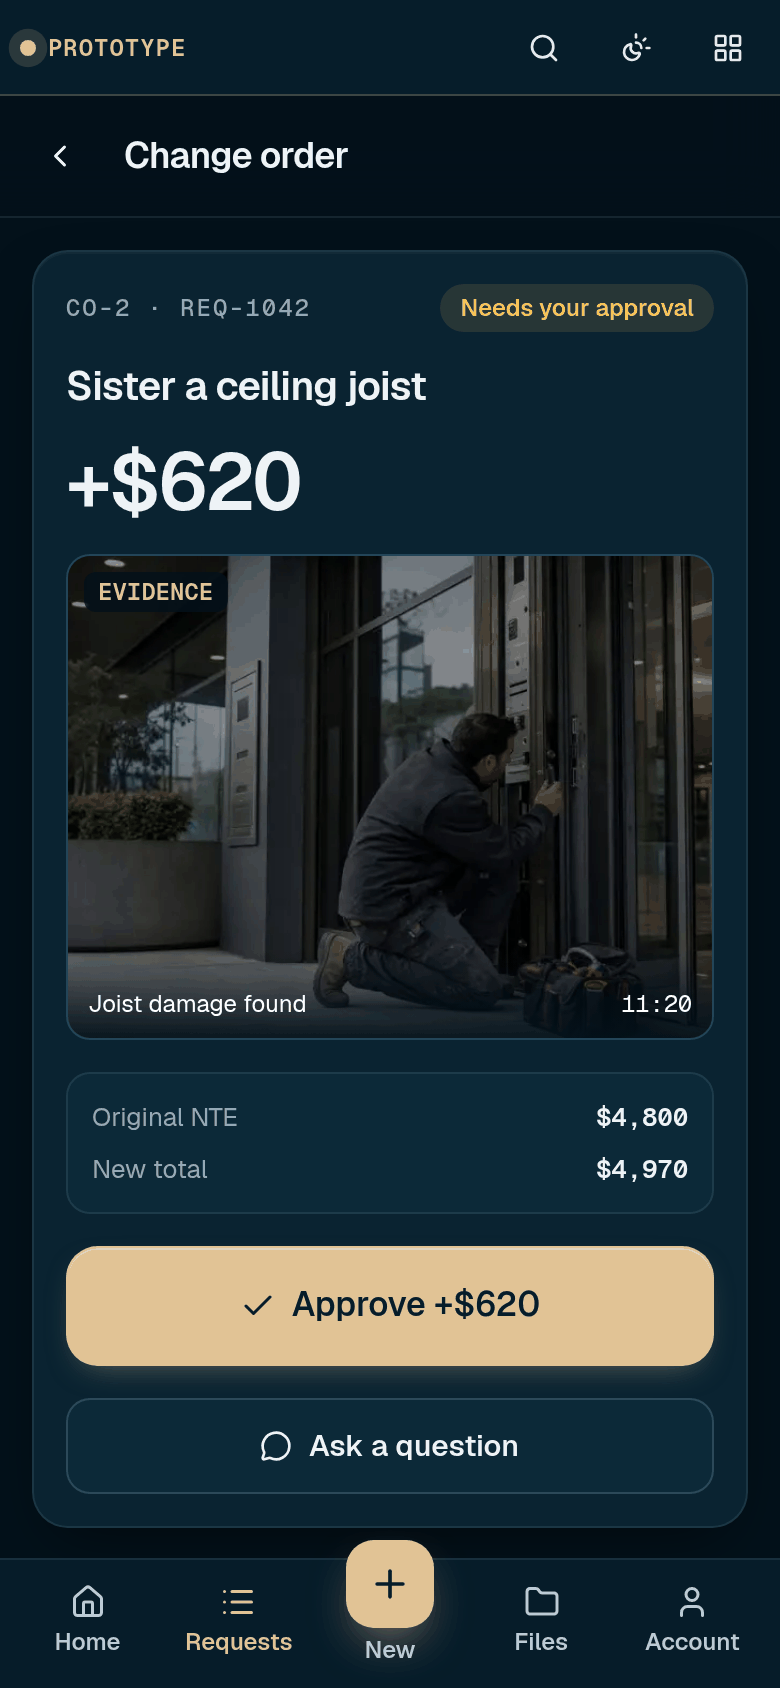 PROTOTYPE
Change order
CO-2 · REQ-1042
Needs your approval
Sister a ceiling joist
+$620
EVIDENCE
Joist damage found
11:20
Original NTE
$4,800
New total
$4,970
Approve +$620
Ask a question
Home
Requests
New
Files
Account